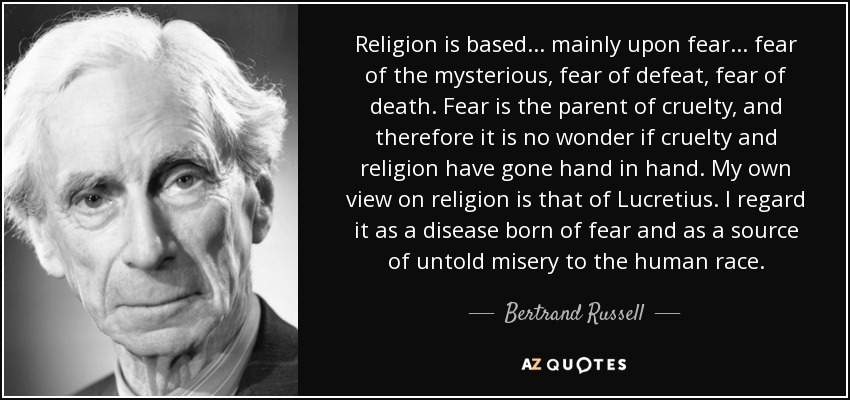 Religion is based... mainly upon fear... fear
of the mysterious, fear of defeat, fear of
death. Fear is the parent of cruelty, and
therefore it is no wonder if cruelty and
religion have gone hand in hand. My own
view on religion is that of Lucretius. I regard
it as a disease born of fear and as a source
of untold misery to the human race.
Bertrand Russell
AZ QUOTES